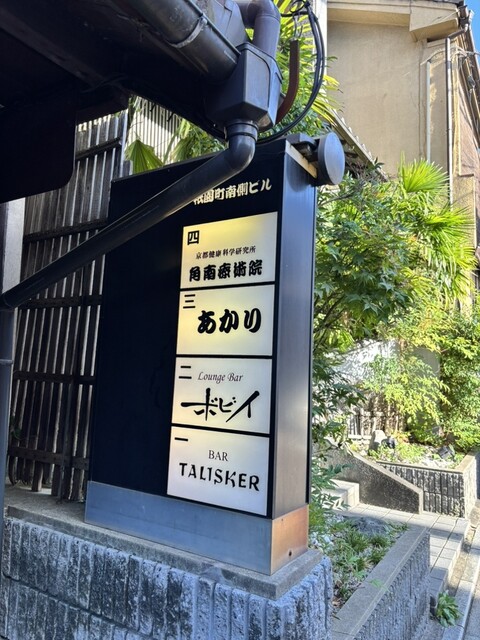 祇園町南側ビル
四
京都健康科学研究所
角南療術院
三
あかり
二
Lounge Bar
ボビイ
一
BAR
TALISKER